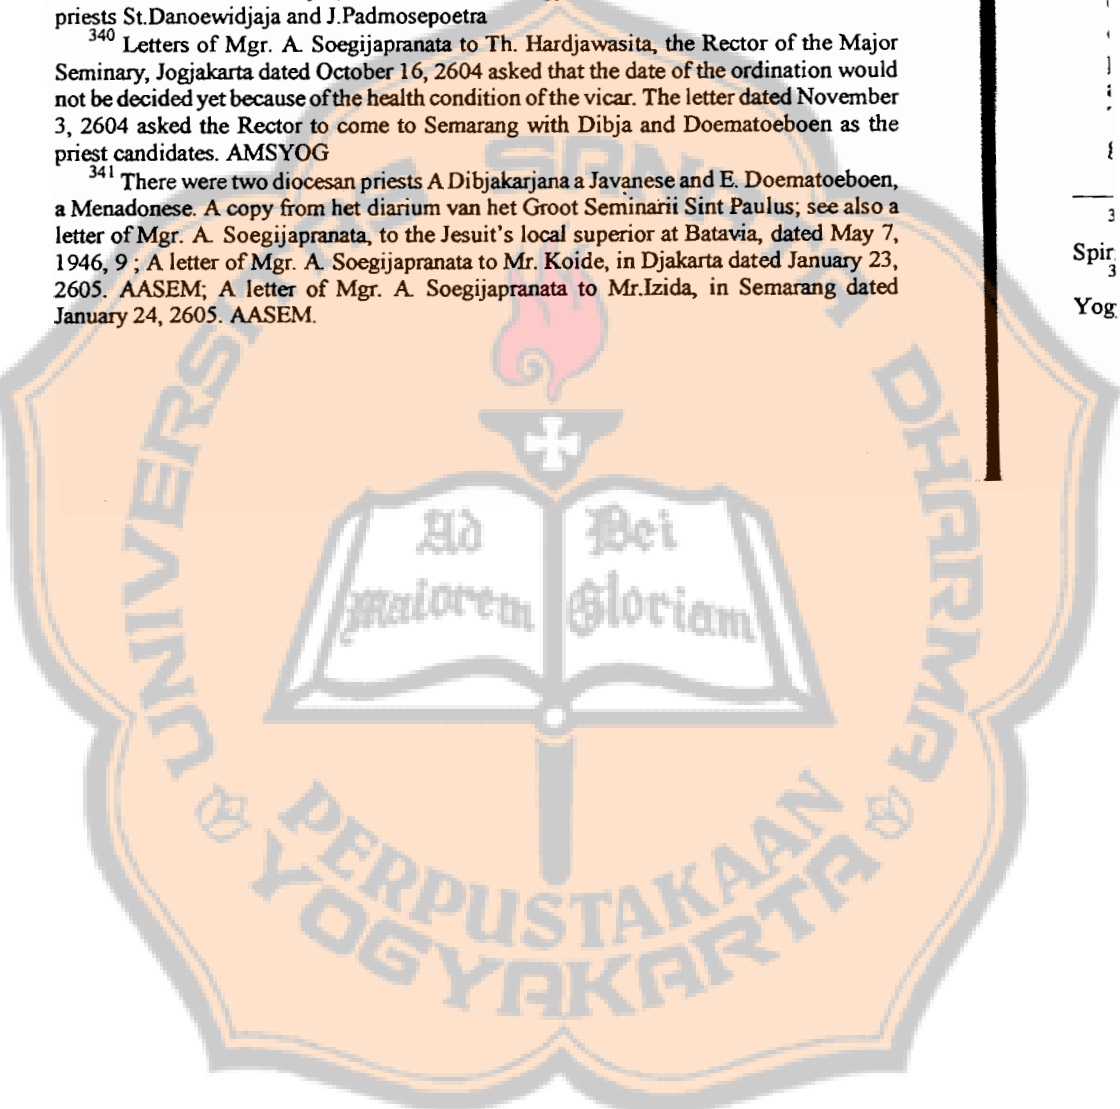 priests St.Danoewidjaja and J.Padmosepoetra
340 Letters of Mgr. A. Soegijapranata to Th. Hardjawasita, the Rector of the Major
Seminary, Jogjakarta dated October 16, 2604 asked that the date of the ordination would
not be decided yet because of the health condition of the vicar. The letter dated November
3, 2604 asked the Rector to come to Semarang with Dibja and Doematoeboen as the
priest candidates. AMSYOG
341 There were two diocesan priests A Dibjakarjana a Javanese and E. Doematoeboen,
a Menadonese. A copy from het diarium van het Groot Seminarii Sint Paulus; see also a
letter of Mgr. A. Soegijapranata, to the Jesuit's local superior at Batavia, dated May 7,
1946, 9 ; A letter of Mgr. A. Soegijapranata to Mr. Koide, in Djakarta dated January 23,
2605. AASEM; A letter of Mgr. A. Soegijapranata to Mr.Izida, in Semarang dated
January 24, 2605. AASEM.
3
Spir
3
Yog
UNIVERSITAS SANATA DHARMA
Ad Dei
maiorem Gloriam
PERPUSTAKAAN
YOGYAKARTA